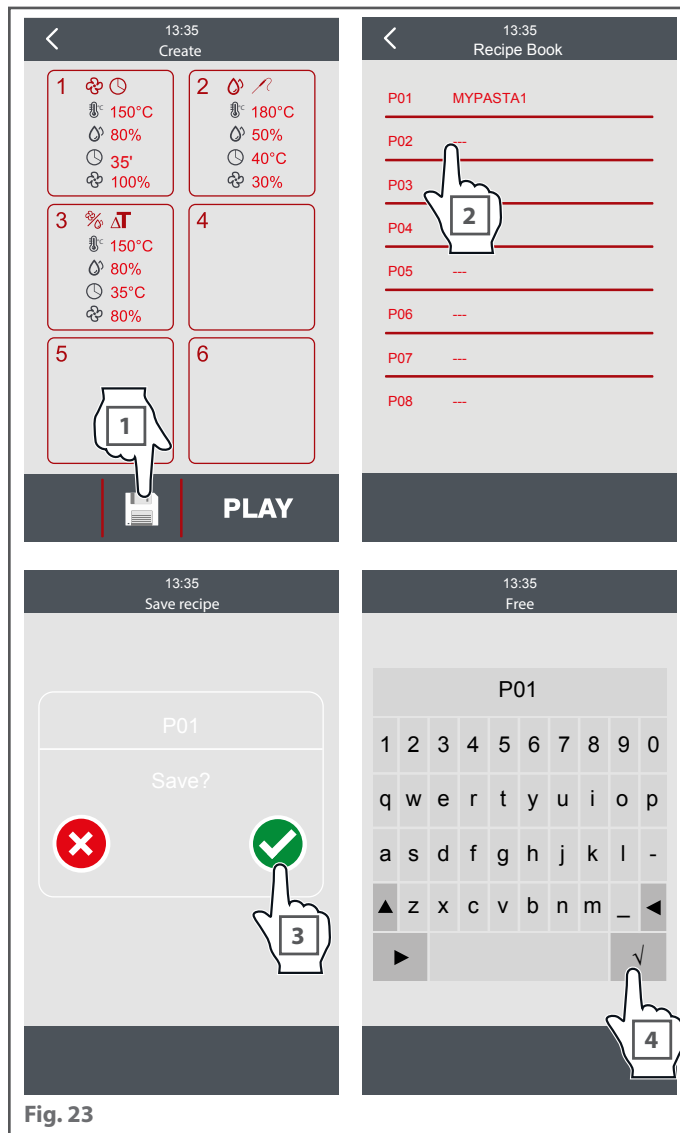 13:35
Create
1
150°C
80%
35'
100%
2
180°C
50%
40°C
30%
3 ΔT
150°C
80%
35°C
80%
4
5
6
1
PLAY
13:35
Recipe Book
P01 MYPASTA1
P02 ---
P03
P04
P05 ---
P06 ---
P07 ---
P08 ---
2
13:35
Save recipe
P01
Save?
3
13:35
Free
P01
1 2 3 4 5 6 7 8 9 0
q w e r t y u i o p
a s d f g h j k l -
▲ z x c v b n m _ ◀
▶ √
4
Fig. 23